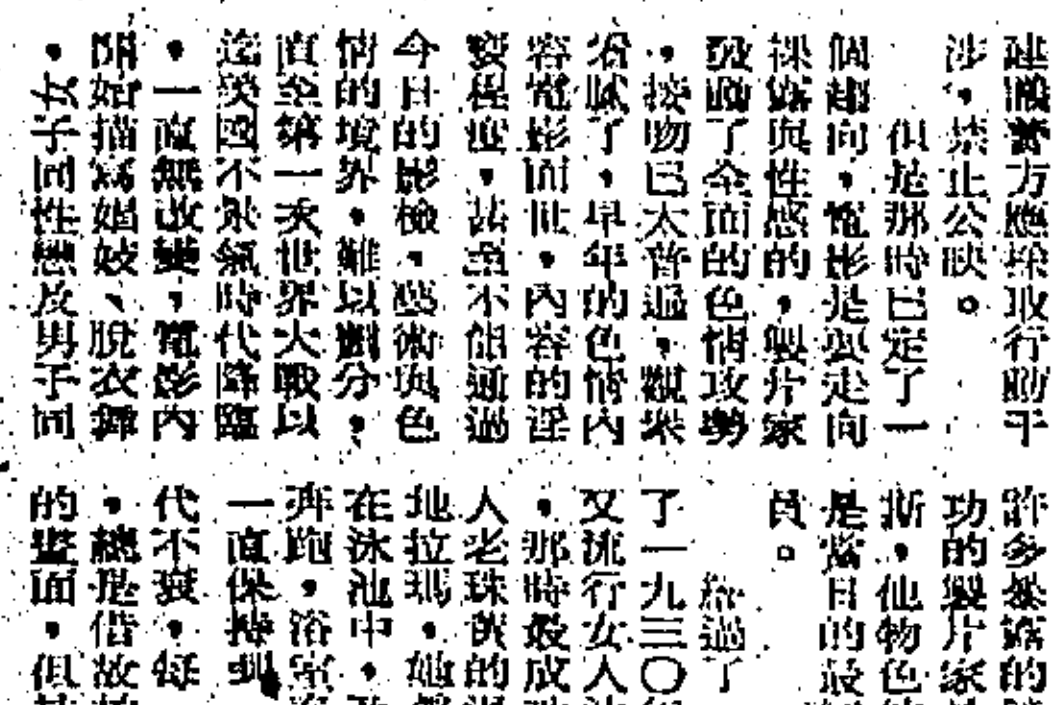 建議警方應採取行動干
涉，禁止公映。
但是那時已定了一
個趨向，電影是要走向
裸露與性感的，製片家
發動了全面的色情攻勢
，接吻已太普遍，觀眾
看膩了，早年的色情內
容電影面世，內容的淫
褻程度，甚至不能通過
今日的影檢，藝術與色
情的境界，難以劃分，
直至第一次世界大戰以
迄英國不景氣時代降臨
，一直無改變，電影內
開始描寫娼妓、脫衣舞
，女子同性戀及男子同
許多暴露的
功的製片家
斯，他物色
是當日的最
員。
經過了
了一九三〇
又流行女人
，那時最成
人老珠黃的
地拉瑪，她
在泳池中，
奔跑，浴室
一直保持到
代不衰，每
，總是借故
的畫面，但